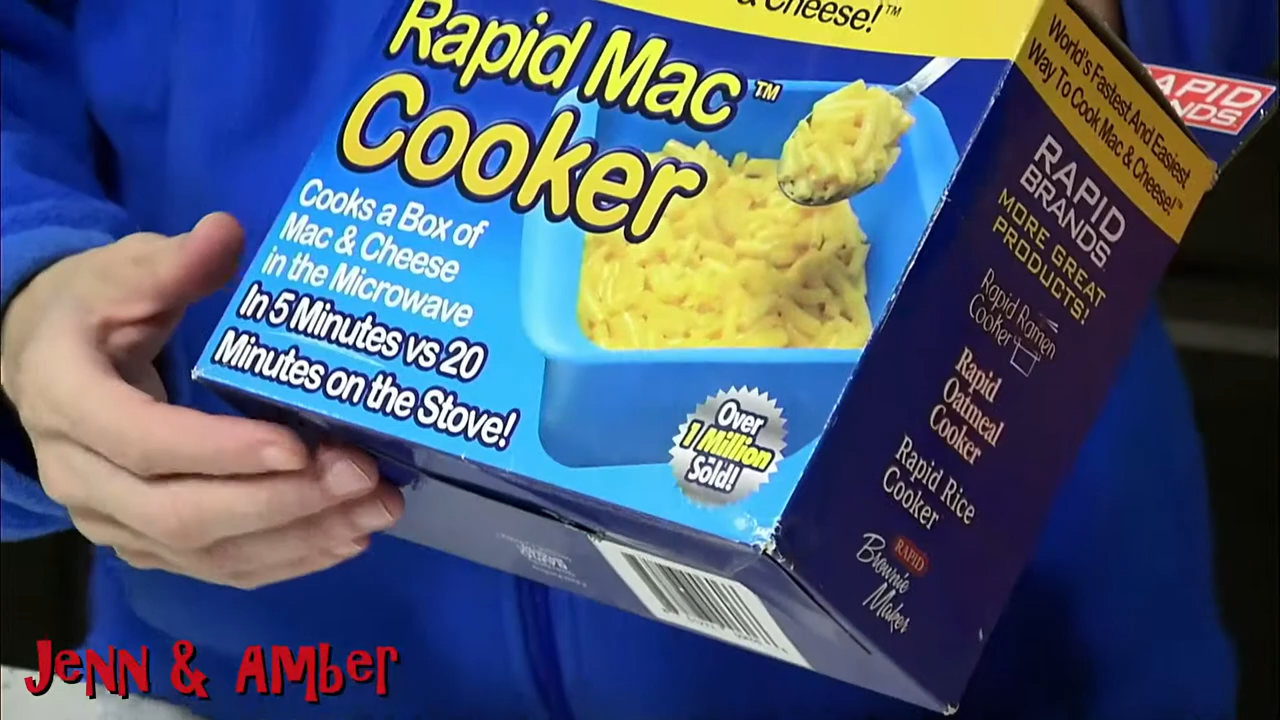 & Cheese!™
Rapid Mac™
Cooker
Cooks a Box of
Mac & Cheese
in the Microwave
In 5 Minutes vs 20
Minutes on the Stove!
Over
1 Million
Sold!
World's Fastest And Easiest
Way To Cook Mac & Cheese!™
RAPID
BRANDS
MORE GREAT
PRODUCTS!
Rapid Ramen
Cooker
Rapid
Oatmeal
Cooker
Rapid Rice
Cooker
RAPID
Brownie
Maker
APID
NDS
Jenn & Amber